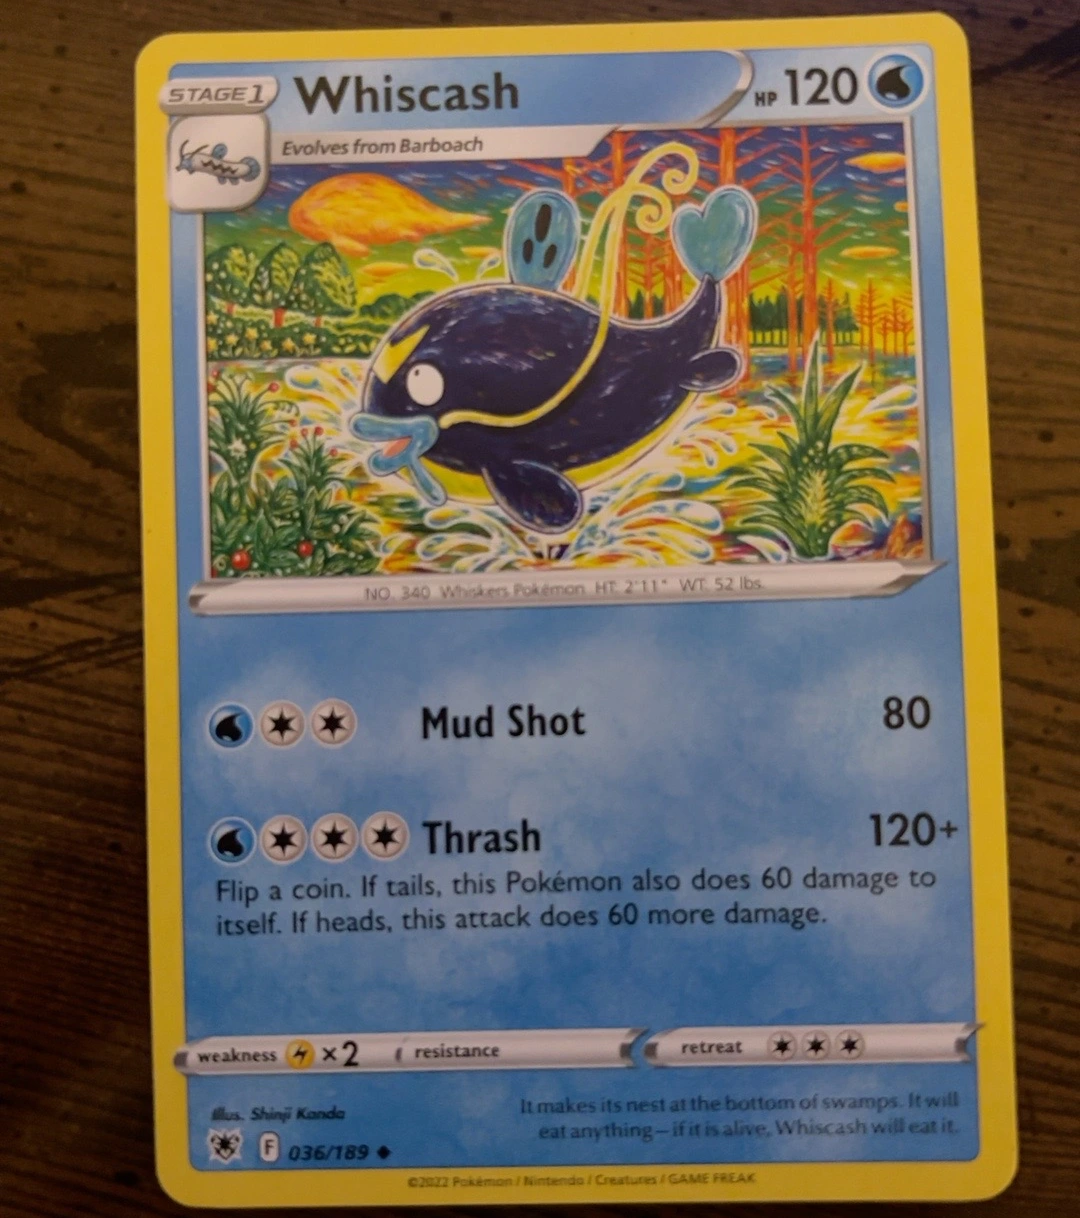 STAGE1 Whiscash HP 120
Evolves from Barboach
NO. 340 Whiskers Pokémon HT: 2'11" WT: 52 lbs.
Mud Shot 80
Thrash 120+
Flip a coin. If tails, this Pokémon also does 60 damage to
itself. If heads, this attack does 60 more damage.
weakness ×2 resistance retreat
Illus. Shinji Kanda
It makes its nest at the bottom of swamps. It will
eat anything—if it is alive, Whiscash will eat it.
F 036/189
©2022 Pokémon / Nintendo / Creatures / GAME FREAK